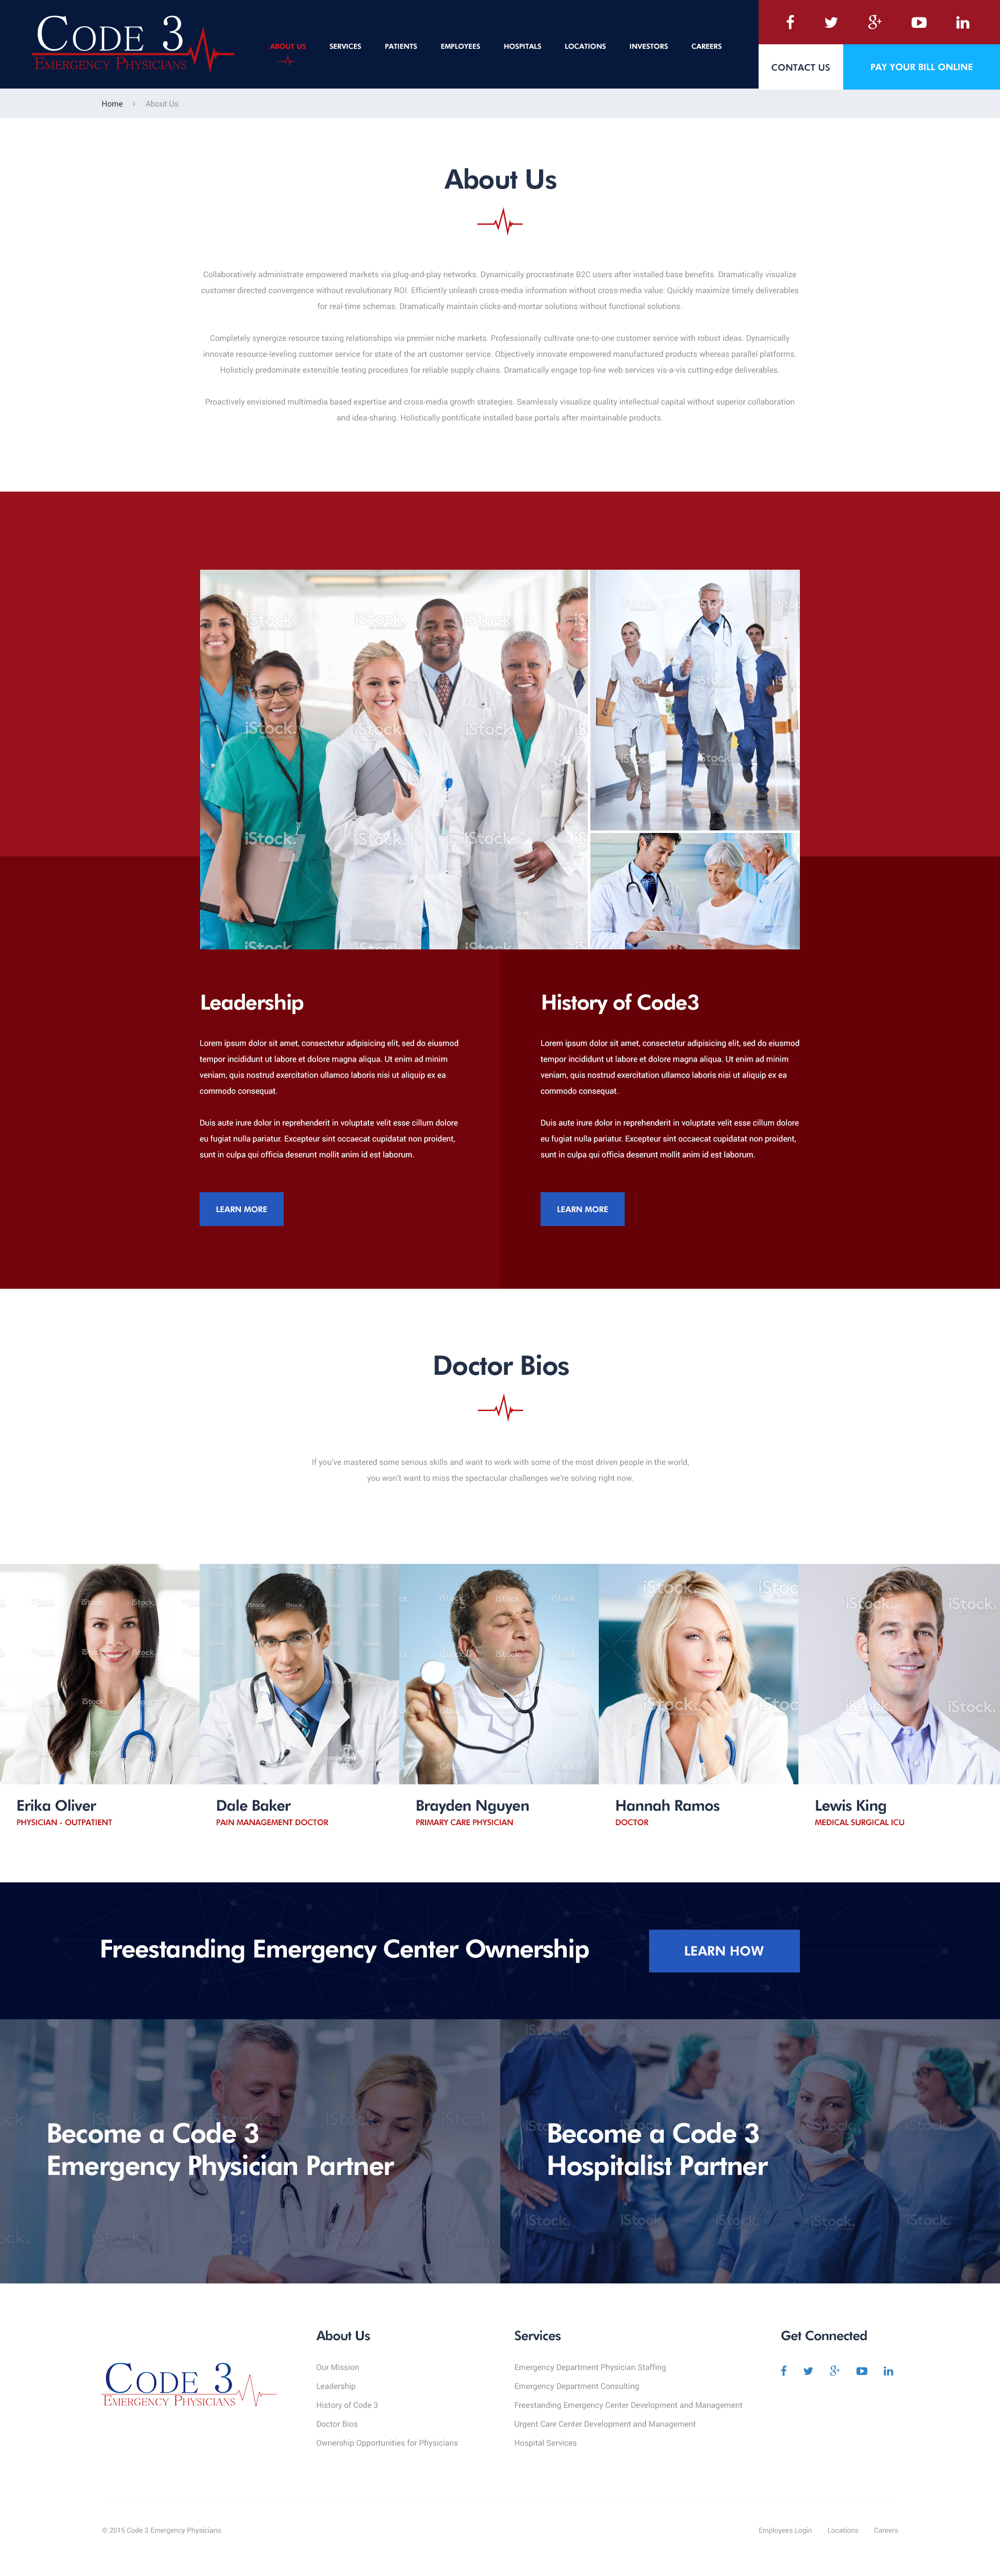 CODE 3
EMERGENCY PHYSICIANS
ABOUT US SERVICES PATIENTS EMPLOYEES HOSPITALS LOCATIONS INVESTORS CAREERS
CONTACT US
PAY YOUR BILL ONLINE
Home > About Us
About Us
Collaboratively administrate empowered markets via plug-and-play networks. Dynamically procrastinate B2C users after installed base benefits. Dramatically visualize
customer directed convergence without revolutionary ROI. Efficiently unleash cross-media information without cross-media value. Quickly maximize timely deliverables
for real-time schemas. Dramatically maintain clicks-and-mortar solutions without functional solutions.
Completely synergize resource taxing relationships via premier niche markets. Professionally cultivate one-to-one customer service with robust ideas. Dynamically
innovate resource-leveling customer service for state of the art customer service. Objectively innovate empowered manufactured products whereas parallel platforms.
Holisticly predominate extensible testing procedures for reliable supply chains. Dramatically engage top-line web services vis-a-vis cutting-edge deliverables.
Proactively envisioned multimedia based expertise and cross-media growth strategies. Seamlessly visualize quality intellectual capital without superior collaboration
and idea-sharing. Holistically pontificate installed base portals after maintainable products.
iStock.
Leadership
Lorem ipsum dolor sit amet, consectetur adipisicing elit, sed do eiusmod
tempor incididunt ut labore et dolore magna aliqua. Ut enim ad minim
veniam, quis nostrud exercitation ullamco laboris nisi ut aliquip ex ea
commodo consequat.
Duis aute irure dolor in reprehenderit in voluptate velit esse cillum dolore
eu fugiat nulla pariatur. Excepteur sint occaecat cupidatat non proident,
sunt in culpa qui officia deserunt mollit anim id est laborum.
LEARN MORE
History of Code3
Lorem ipsum dolor sit amet, consectetur adipisicing elit, sed do eiusmod
tempor incididunt ut labore et dolore magna aliqua. Ut enim ad minim
veniam, quis nostrud exercitation ullamco laboris nisi ut aliquip ex ea
commodo consequat.
Duis aute irure dolor in reprehenderit in voluptate velit esse cillum dolore
eu fugiat nulla pariatur. Excepteur sint occaecat cupidatat non proident,
sunt in culpa qui officia deserunt mollit anim id est laborum.
LEARN MORE
Doctor Bios
If you've mastered some serious skills and want to work with some of the most driven people in the world,
you won't want to miss the spectacular challenges we're solving right now.
Erika Oliver
PHYSICIAN - OUTPATIENT
Dale Baker
PAIN MANAGEMENT DOCTOR
Brayden Nguyen
PRIMARY CARE PHYSICIAN
Hannah Ramos
DOCTOR
Lewis King
MEDICAL SURGICAL ICU
Freestanding Emergency Center Ownership
LEARN HOW
Become a Code 3
Emergency Physician Partner
Become a Code 3
Hospitalist Partner
CODE 3
EMERGENCY PHYSICIANS
About Us
Our Mission
Leadership
History of Code 3
Doctor Bios
Ownership Opportunities for Physicians
Services
Emergency Department Physician Staffing
Emergency Department Consulting
Freestanding Emergency Center Development and Management
Urgent Care Center Development and Management
Hospital Services
Get Connected
© 2015 Code 3 Emergency Physicians
Employees Login Locations Careers